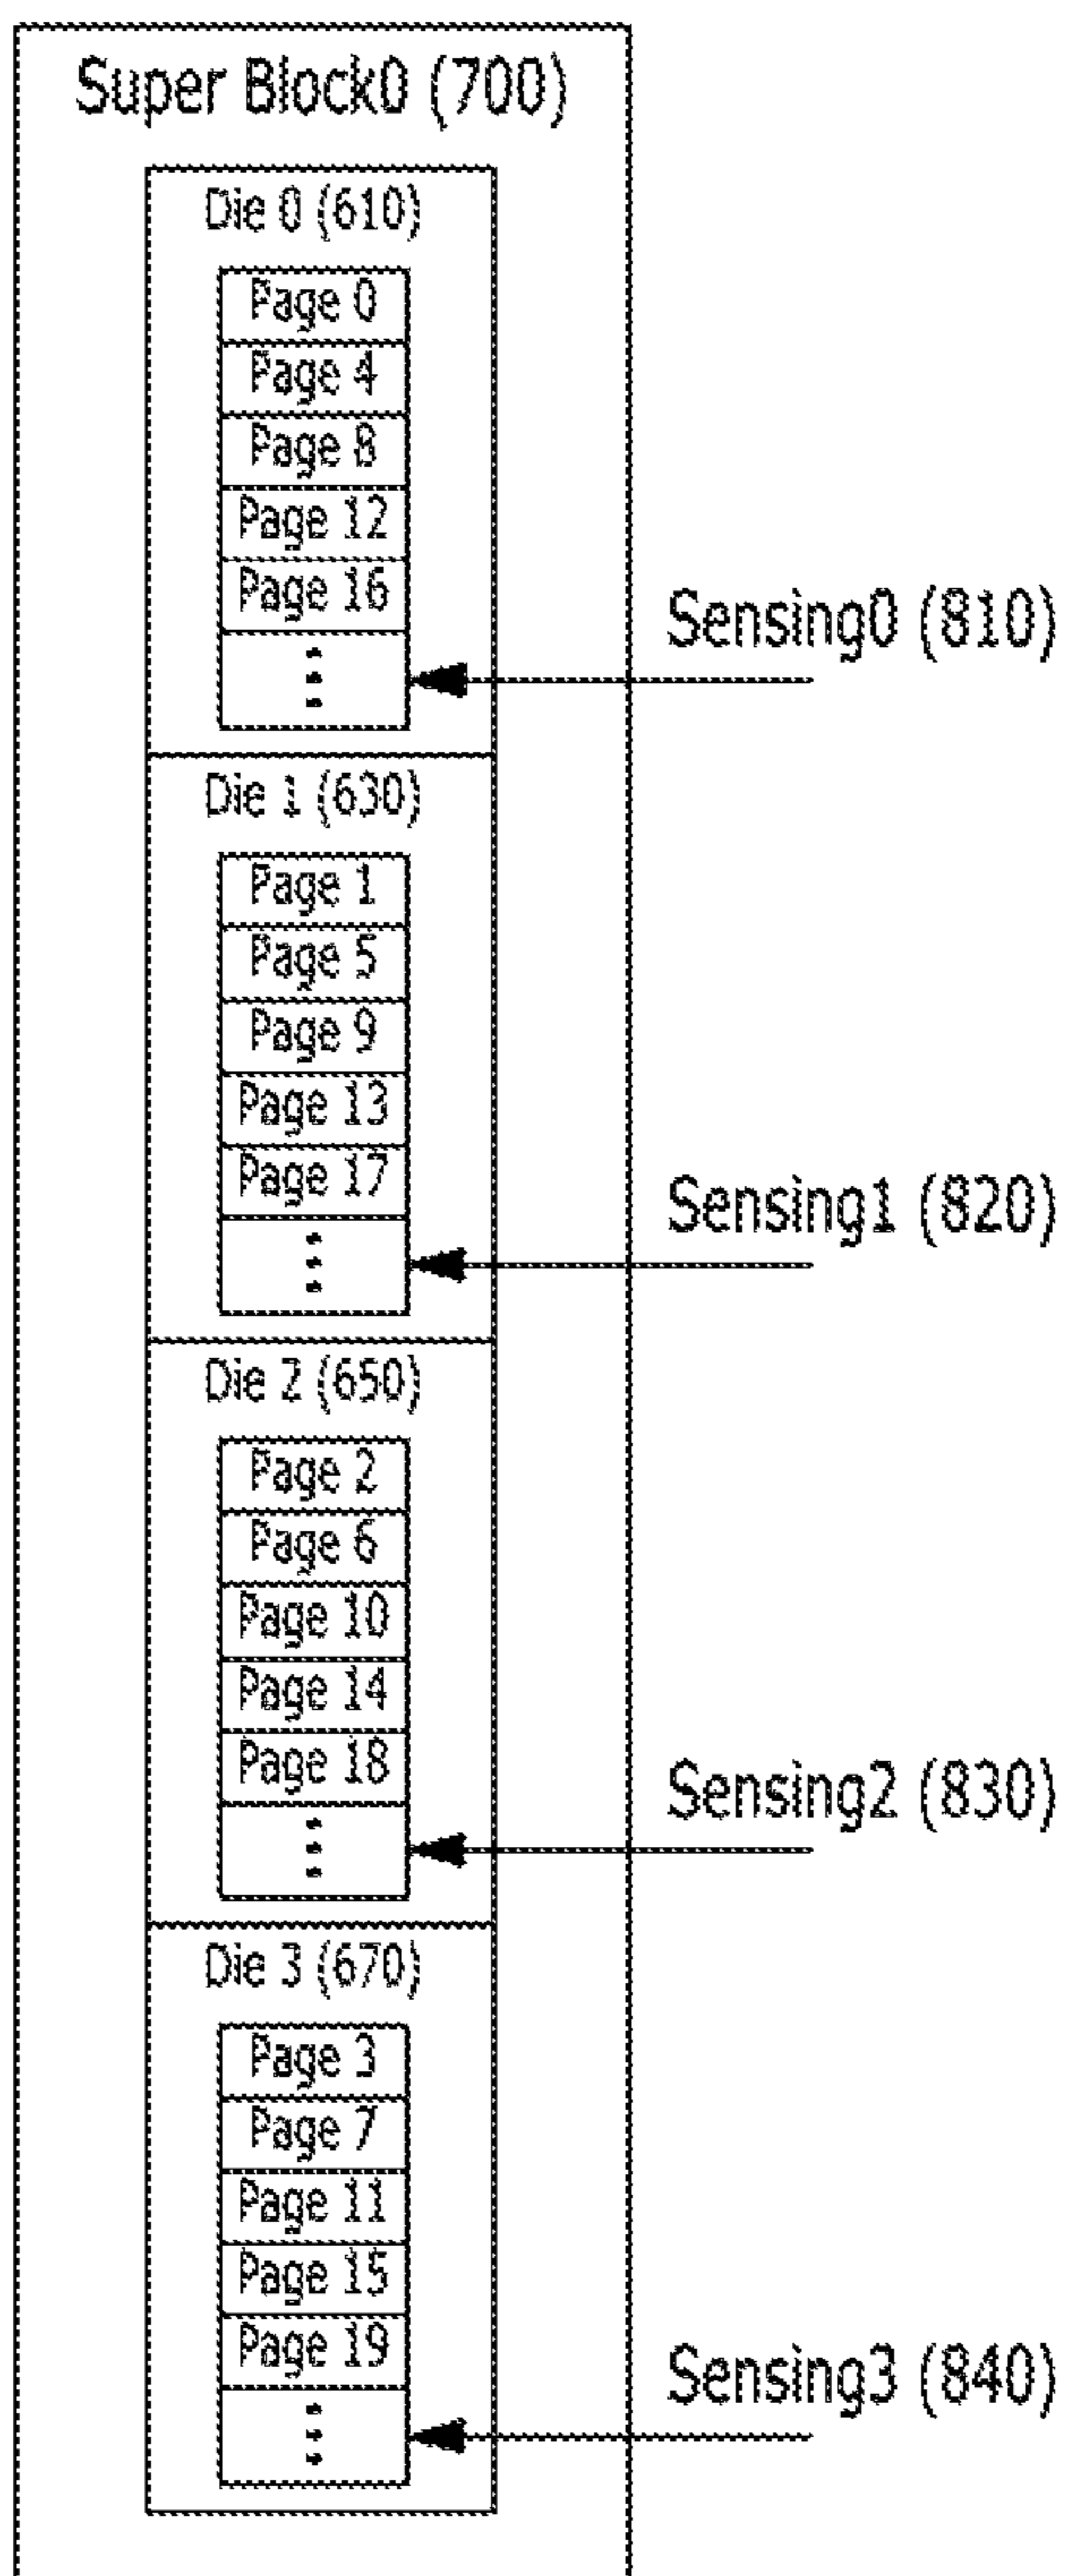 Super Block0 (700)
Die 0 (610)
Page 0
Page 4
Page 8
Page 12
Page 16
Sensing0 (810)
Die 1 (630)
Page 1
Page 5
Page 9
Page 13
Page 17
Sensing1 (820)
Die 2 (650)
Page 2
Page 6
Page 10
Page 14
Page 18
Sensing2 (830)
Die 3 (670)
Page 3
Page 7
Page 11
Page 15
Page 19
Sensing3 (840)